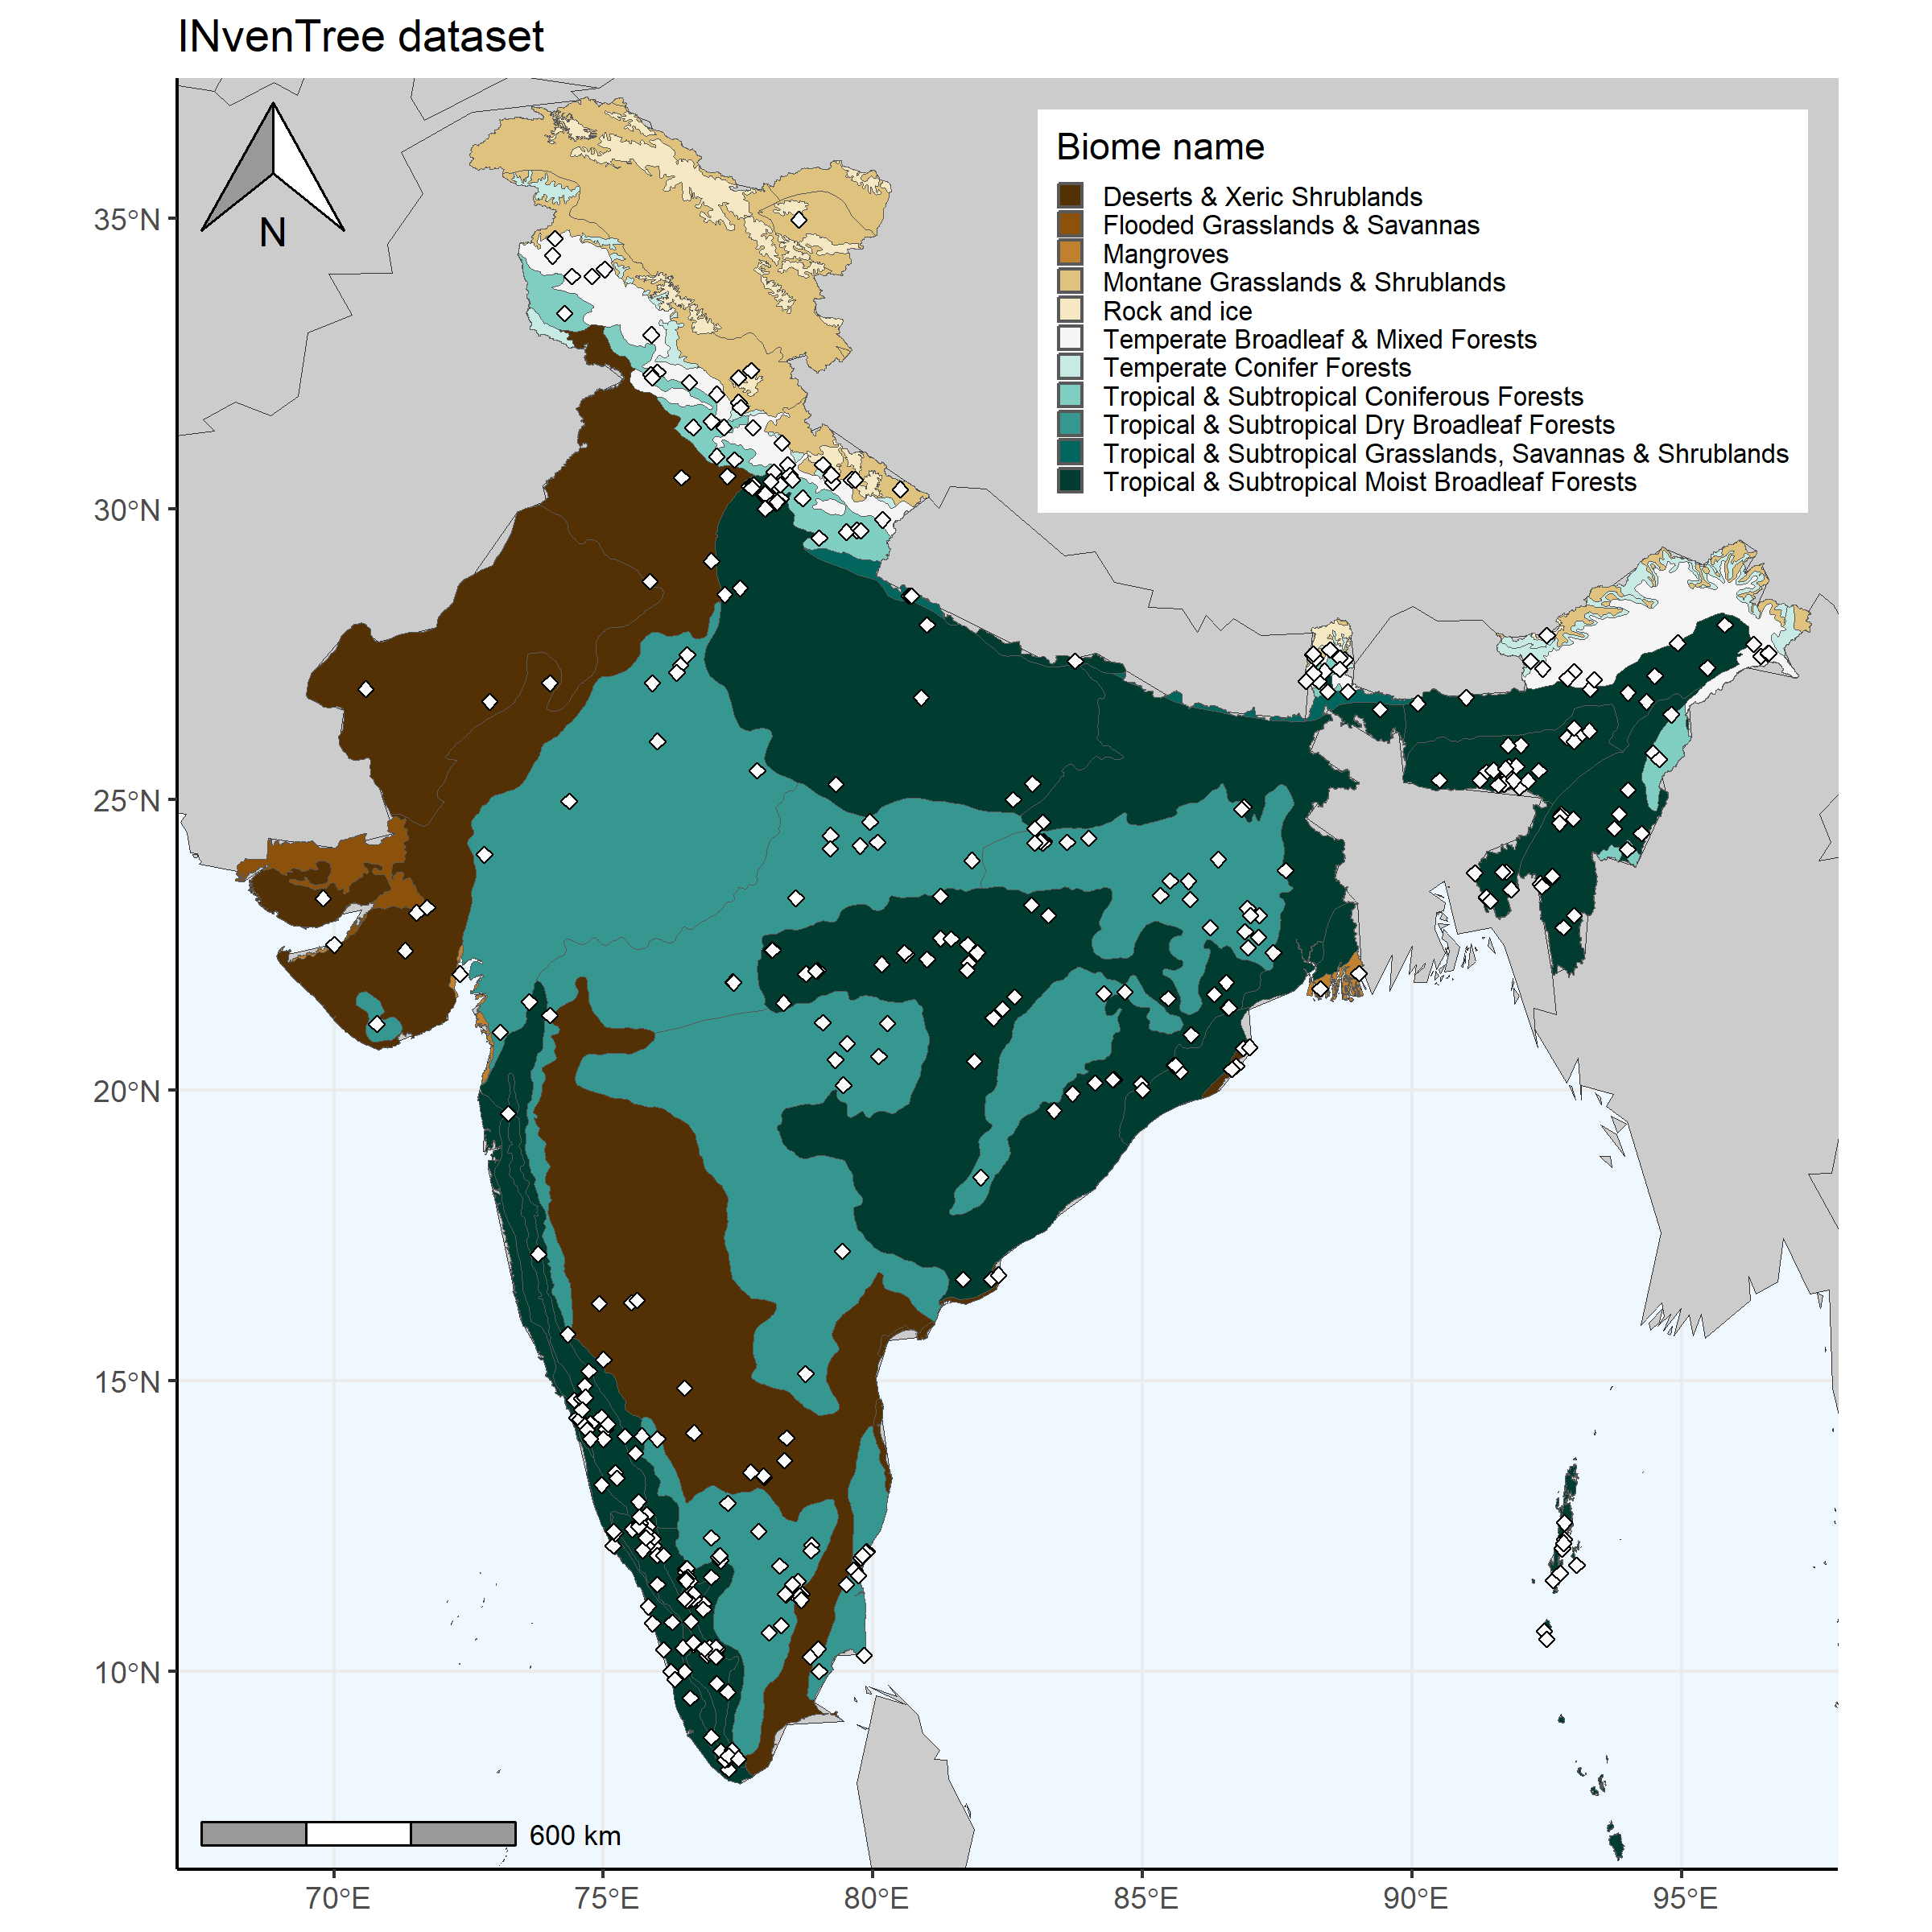 INvenTree dataset
N
Biome name
Deserts & Xeric Shrublands
Flooded Grasslands & Savannas
Mangroves
Montane Grasslands & Shrublands
Rock and ice
Temperate Broadleaf & Mixed Forests
Temperate Conifer Forests
Tropical & Subtropical Coniferous Forests
Tropical & Subtropical Dry Broadleaf Forests
Tropical & Subtropical Grasslands, Savannas & Shrublands
Tropical & Subtropical Moist Broadleaf Forests
35°N
30°N
25°N
20°N
15°N
10°N
600 km
70°E
75°E
80°E
85°E
90°E
95°E